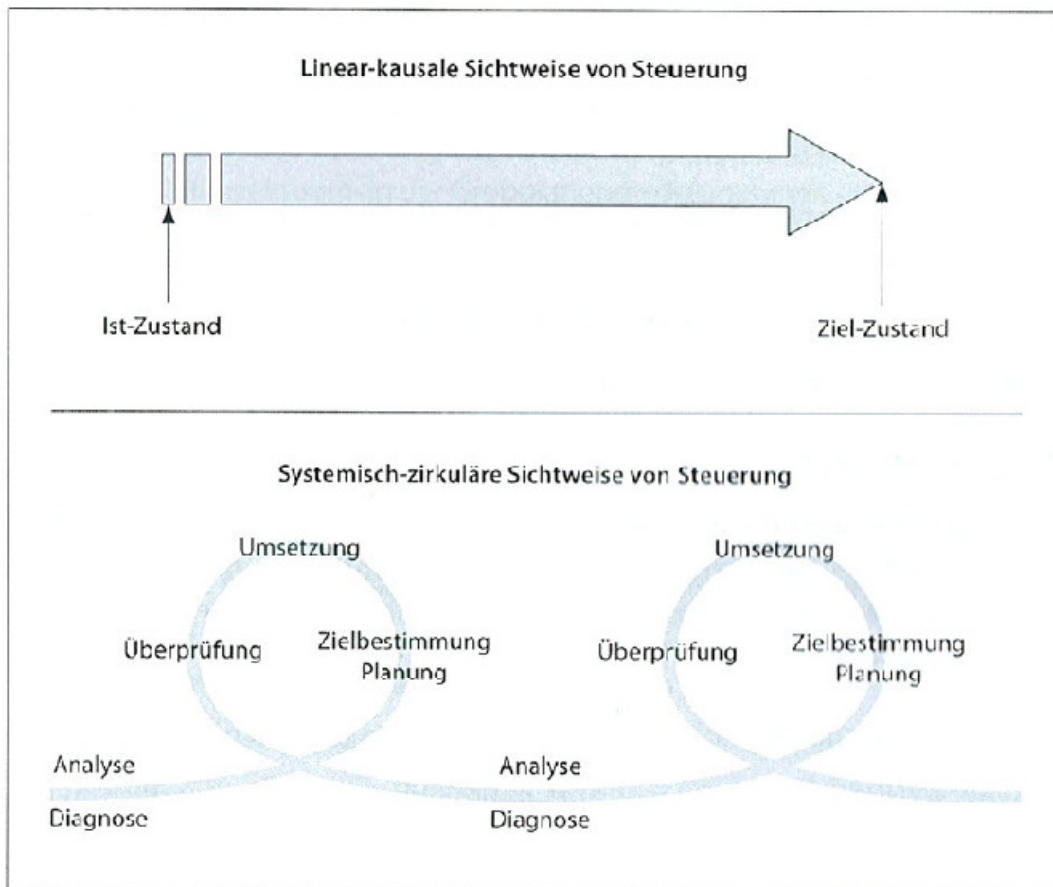 Linear-kausale Sichtweise von Steuerung
Ist-Zustand
Ziel-Zustand
Systemisch-zirkuläre Sichtweise von Steuerung
Umsetzung
Umsetzung
Überprüfung
Zielbestimmung
Planung
Überprüfung
Zielbestimmung
Planung
Analyse
Analyse
Diagnose
Diagnose